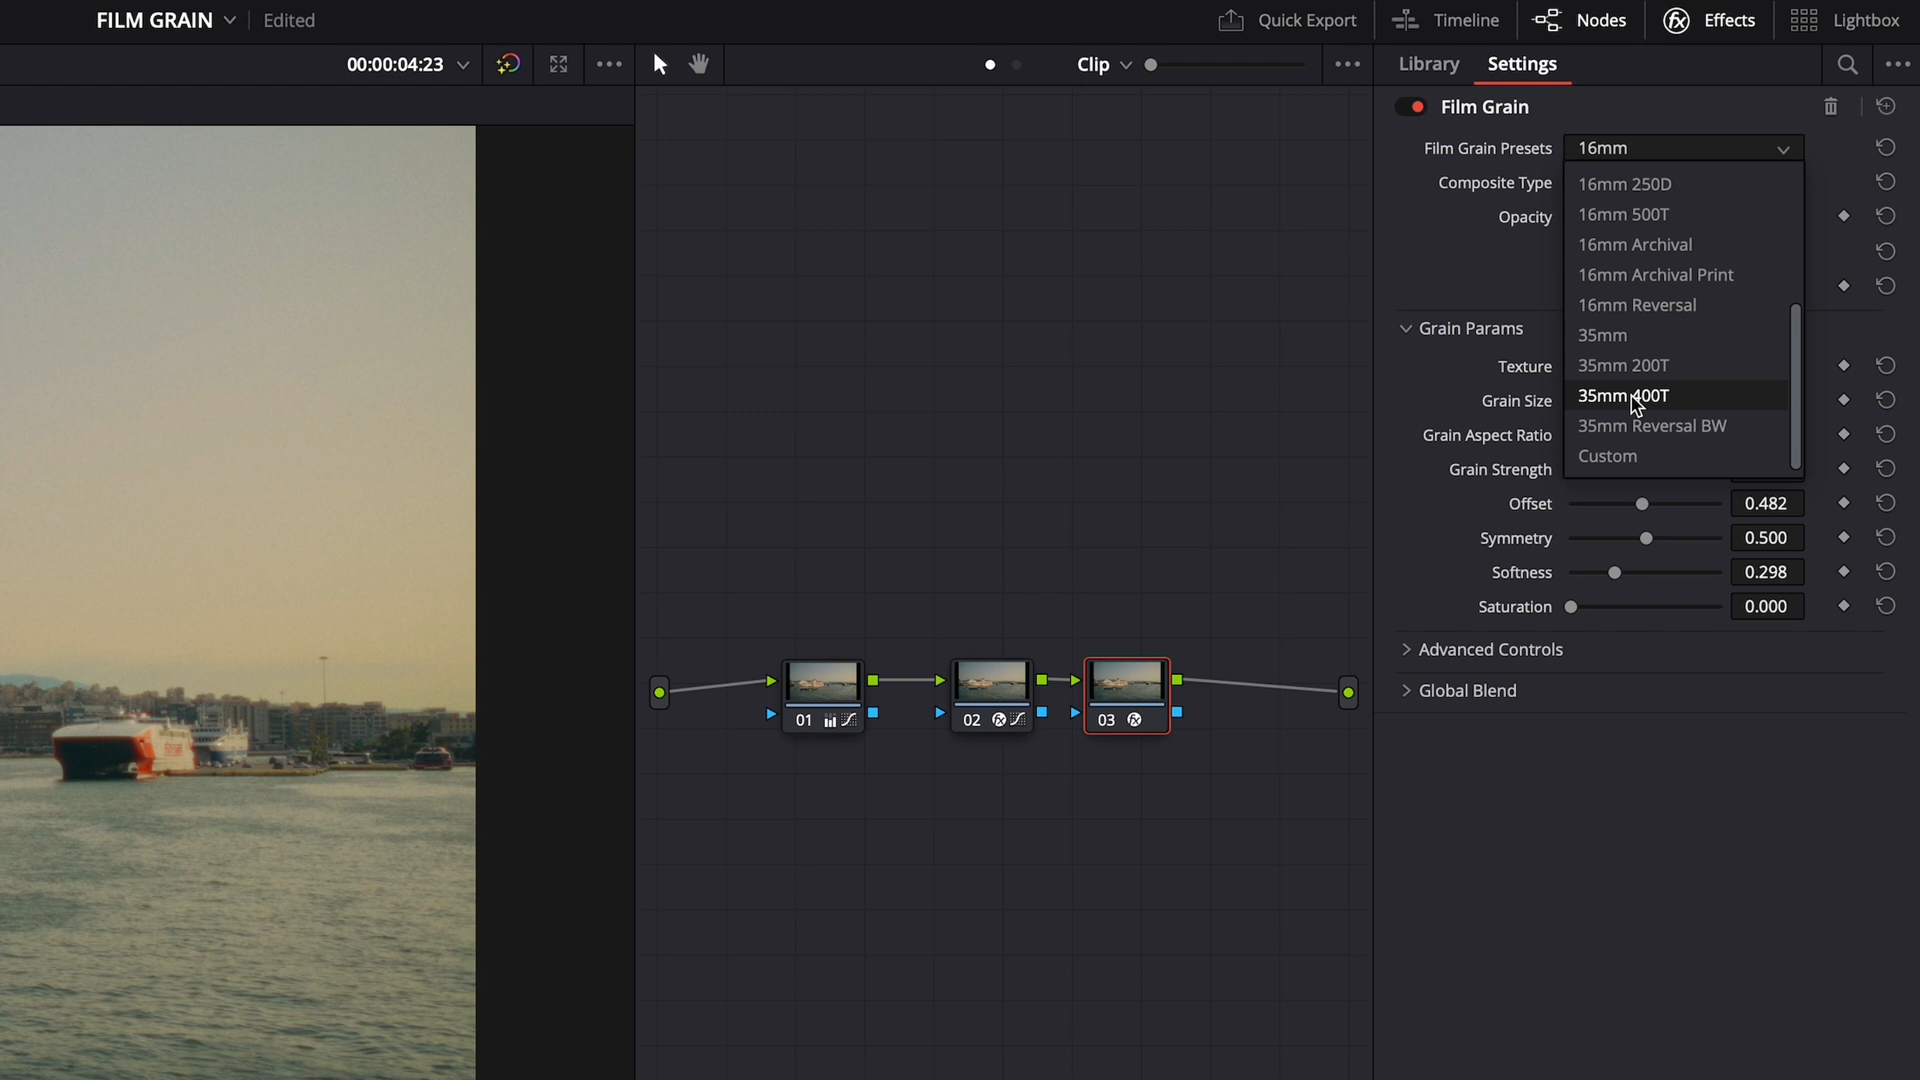 FILM GRAIN
Edited
Quick Export
Timeline
Nodes
Effects
Lightbox
00:00:04:23
Clip
Library
Settings
Film Grain
Film Grain Presets
16mm
Composite Type
Opacity
16mm 250D
16mm 500T
16mm Archival
16mm Archival Print
16mm Reversal
35mm
35mm 200T
35mm 400T
35mm Reversal BW
Custom
Grain Params
Texture
Grain Size
Grain Aspect Ratio
Grain Strength
Offset 0.482
Symmetry 0.500
Softness 0.298
Saturation 0.000
Advanced Controls
Global Blend
01
02
03